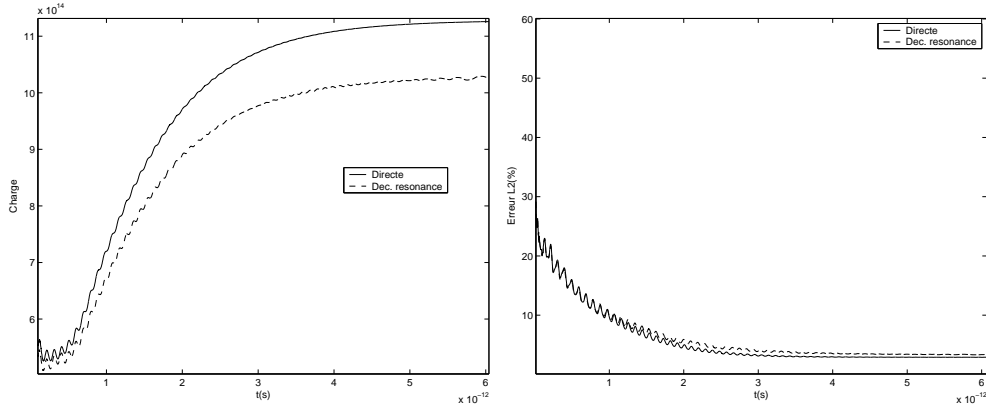 x 10^14
11
10
9
8
7
6
Charge
1 2 3 4 5 6
t(s)
x 10^-12
Directe
Dec. resonance
60
50
40
30
20
10
Erreur L2(%)
1 2 3 4 5 6
t(s)
x 10^-12
Directe
Dec. resonance